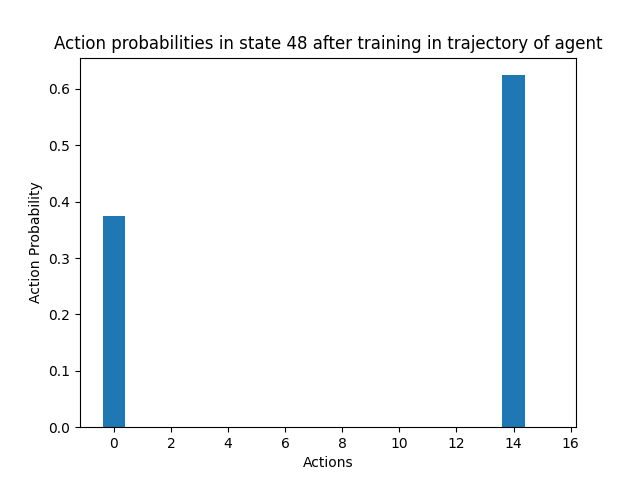 Action probabilities in state 48 after training in trajectory of agent
0.6
0.5
0.4
0.3
0.2
0.1
0.0
Action Probability
0 2 4 6 8 10 12 14 16
Actions